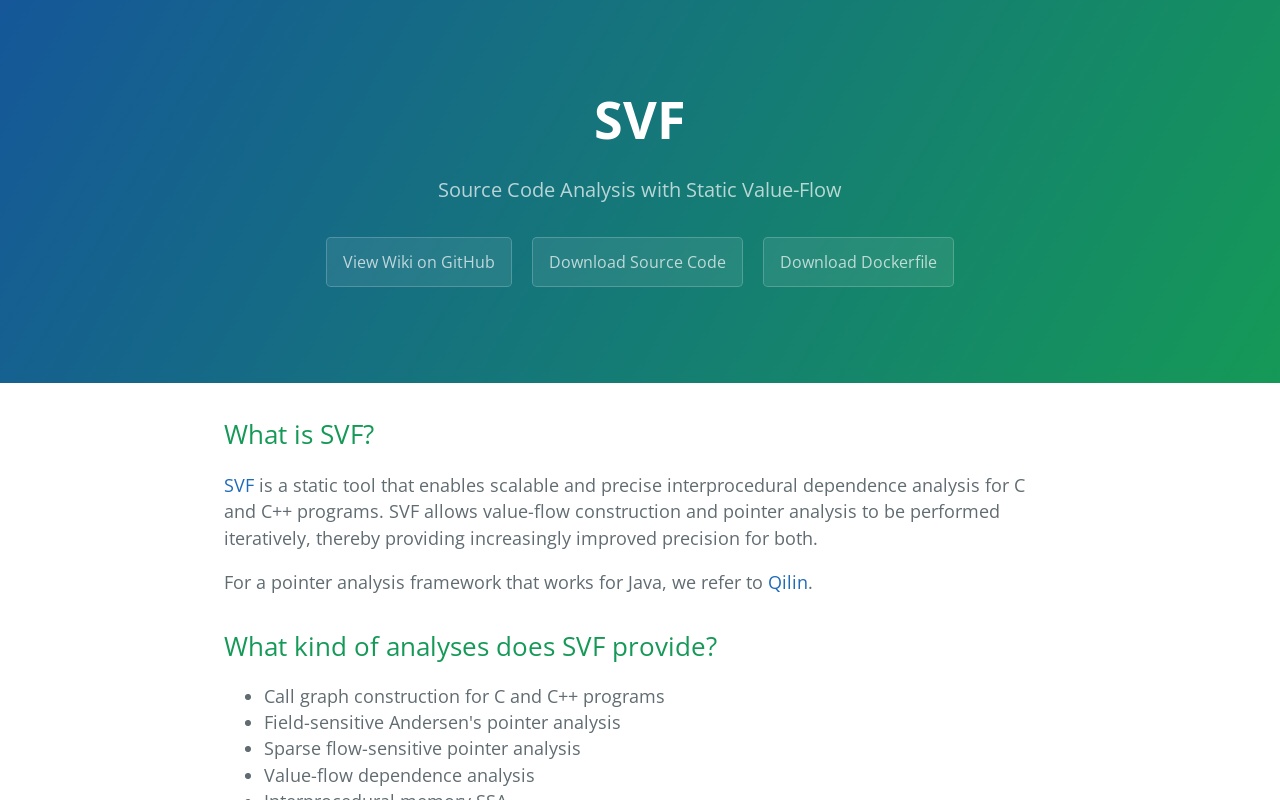 SVF
Source Code Analysis with Static Value-Flow
View Wiki on GitHub
Download Source Code
Download Dockerfile
What is SVF?
SVF is a static tool that enables scalable and precise interprocedural dependence analysis for C
and C++ programs. SVF allows value-flow construction and pointer analysis to be performed
iteratively, thereby providing increasingly improved precision for both.
For a pointer analysis framework that works for Java, we refer to Qilin.
What kind of analyses does SVF provide?
• Call graph construction for C and C++ programs
• Field-sensitive Andersen's pointer analysis
• Sparse flow-sensitive pointer analysis
• Value-flow dependence analysis
• Interprocedural memory SSA